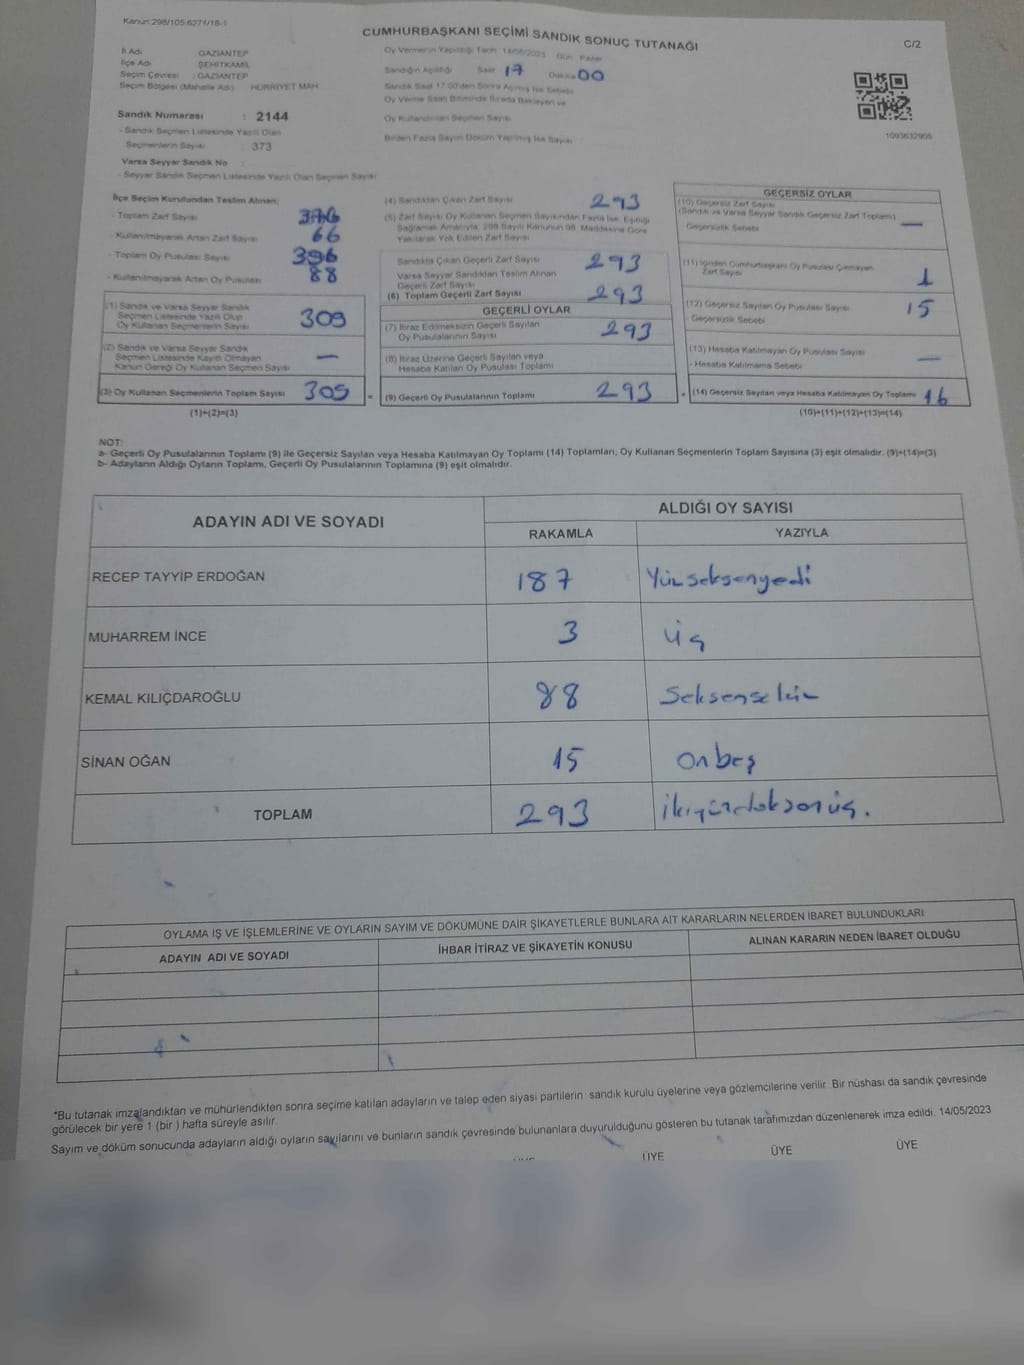 Kanun 298/105.6271/18-1
CUMHURBAŞKANI SEÇİMİ SANDIK SONUÇ TUTANAĞI
C/2
İl Adı : GAZİANTEP
İlçe Adı : ŞEHİTKAMİL
Seçim Çevresi : GAZİANTEP
Seçim Bölgesi (Mahalle Adı) : HÜRRİYET MAH.
Sandık Numarası : 2144
- Sandık Seçmen Listesinde Yazılı Olan
Seçmenlerin Sayısı : 373
Varsa Seyyar Sandık No :
- Seyyar Sandık Seçmen Listesinde Yazılı Olan Seçmen Sayısı
Oy Vermenin Yapıldığı Tarih 14/05/2023 Gün Pazar
Sandığın Açıldığı Saat 17 Dakika 00
Sandık Saat 17.00'den Sonra Açılmış İse Sebebi
Oy Verme Saati Bitiminde Sırada Bekleyen ve
Oy Kullandırılan Seçmen Sayısı
Birden Fazla Sayım Döküm Yapılmış İse Sayısı
1093632905
İlçe Seçim Kurulundan Teslim Alınan;
- Toplam Zarf Sayısı
- Kullanılmayarak Artan Zarf Sayısı 66
- Toplam Oy Pusulası Sayısı
- Kullanılmayarak Artan Oy Pusulası 88
(1) Sandık ve Varsa Seyyar Sandık
Seçmen Listesinde Yazılı Olup
Oy Kullanan Seçmenlerin Sayısı 309
(2) Sandık ve Varsa Seyyar Sandık
Seçmen Listesinde Kayıtlı Olmayan
Kanun Gereği Oy Kullanan Seçmen Sayısı —
(3) Oy Kullanan Seçmenlerin Toplam Sayısı 309
(1)+(2)=(3)
(4) Sandıktan Çıkan Zarf Sayısı 293
(5) Zarf Sayısı Oy Kullanan Seçmen Sayısından Fazla İse, Eşitliği
Sağlamak Amacıyla, 298 Sayılı Kanunun 98. Maddesine Göre
Yakılarak Yok Edilen Zarf Sayısı
Sandıkta Çıkan Geçerli Zarf Sayısı 293
Varsa Seyyar Sandıktan Teslim Alınan
Geçerli Zarf Sayısı
(6) Toplam Geçerli Zarf Sayısı 293
GEÇERLİ OYLAR
(7) İtiraz Edilmeksizin Geçerli Sayılan
Oy Pusulalarının Sayısı 293
(8) İtiraz Üzerine Geçerli Sayılan veya
Hesaba Katılan Oy Pusulası Toplamı
= (9) Geçerli Oy Pusulalarının Toplamı 293
GEÇERSİZ OYLAR
(10) Geçersiz Zarf Sayısı
(Sandık ve Varsa Seyyar Sandık Geçersiz Zarf Toplamı) —
Geçersizlik Sebebi
(11) İçinden Cumhurbaşkanı Oy Pusulası Çıkmayan
Zarf Sayısı 1
(12) Geçersiz Sayılan Oy Pusulası Sayısı 15
Geçersizlik Sebebi
(13) Hesaba Katılmayan Oy Pusulası Sayısı —
- Hesaba Katılmama Sebebi
+ (14) Geçersiz Sayılan veya Hesaba Katılmayan Oy Toplamı 16
(10)+(11)+(12)+(13)=(14)
NOT:
a- Geçerli Oy Pusulalarının Toplamı (9) ile Geçersiz Sayılan veya Hesaba Katılmayan Oy Toplamı (14) Toplamları, Oy Kullanan Seçmenlerin Toplam Sayısına (3) eşit olmalıdır. (9)+(14)=(3)
b- Adayların Aldığı Oyların Toplamı, Geçerli Oy Pusulalarının Toplamına (9) eşit olmalıdır.
ADAYIN ADI VE SOYADI ALDIĞI OY SAYISI
RAKAMLA YAZIYLA
RECEP TAYYİP ERDOĞAN 187 Yüzseksenyedi
MUHARREM İNCE 3 üç
KEMAL KILIÇDAROĞLU 88 Seksensekiz
SİNAN OĞAN 15 Onbeş
TOPLAM 293 İkiyüzdoksanüç.
OYLAMA İŞ VE İŞLEMLERİNE VE OYLARIN SAYIM VE DÖKÜMÜNE DAİR ŞİKAYETLERLE BUNLARA AİT KARARLARIN NELERDEN İBARET BULUNDUKLARI
ADAYIN ADI VE SOYADI İHBAR İTİRAZ VE ŞİKAYETİN KONUSU ALINAN KARARIN NEDEN İBARET OLDUĞU
*Bu tutanak imzalandıktan ve mühürlendikten sonra seçime katılan adayların ve talep eden siyasi partilerin sandık kurulu üyelerine veya gözlemcilerine verilir. Bir nüshası da sandık çevresinde
görülecek bir yere 1 (bir ) hafta süreyle asılır.
Sayım ve döküm sonucunda adayların aldığı oyların sayılarını ve bunların sandık çevresinde bulunanlara duyurulduğunu gösteren bu tutanak tarafımızdan düzenlenerek imza edildi. 14/05/2023
ÜYE ÜYE ÜYE